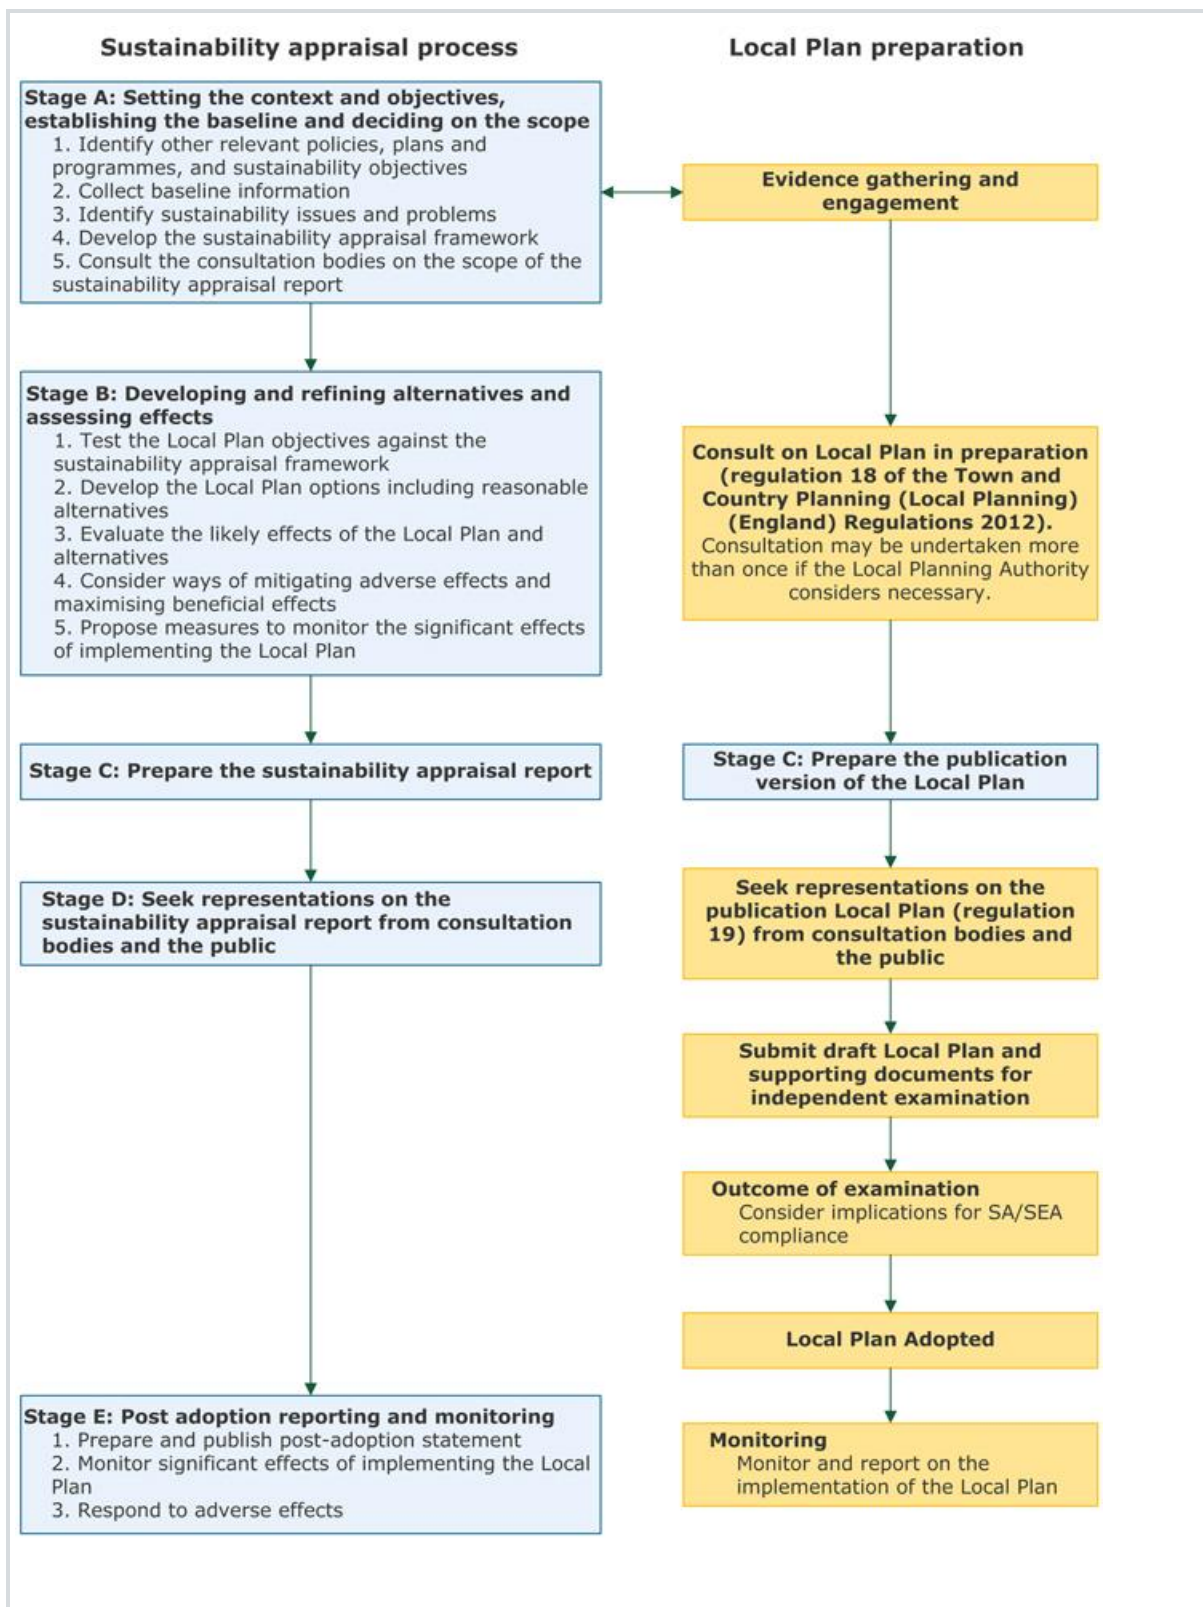 Sustainability appraisal process
Local Plan preparation
Stage A: Setting the context and objectives,
establishing the baseline and deciding on the scope
1. Identify other relevant policies, plans and
programmes, and sustainability objectives
2. Collect baseline information
3. Identify sustainability issues and problems
4. Develop the sustainability appraisal framework
5. Consult the consultation bodies on the scope of the
sustainability appraisal report
Evidence gathering and
engagement
Stage B: Developing and refining alternatives and
assessing effects
1. Test the Local Plan objectives against the
sustainability appraisal framework
2. Develop the Local Plan options including reasonable
alternatives
3. Evaluate the likely effects of the Local Plan and
alternatives
4. Consider ways of mitigating adverse effects and
maximising beneficial effects
5. Propose measures to monitor the significant effects
of implementing the Local Plan
Consult on Local Plan in preparation
(regulation 18 of the Town and
Country Planning (Local Planning)
(England) Regulations 2012).
Consultation may be undertaken more
than once if the Local Planning Authority
considers necessary.
Stage C: Prepare the sustainability appraisal report
Stage C: Prepare the publication
version of the Local Plan
Stage D: Seek representations on the
sustainability appraisal report from consultation
bodies and the public
Seek representations on the
publication Local Plan (regulation
19) from consultation bodies and
the public
Submit draft Local Plan and
supporting documents for
independent examination
Outcome of examination
Consider implications for SA/SEA
compliance
Local Plan Adopted
Stage E: Post adoption reporting and monitoring
1. Prepare and publish post-adoption statement
2. Monitor significant effects of implementing the Local
Plan
3. Respond to adverse effects
Monitoring
Monitor and report on the
implementation of the Local Plan